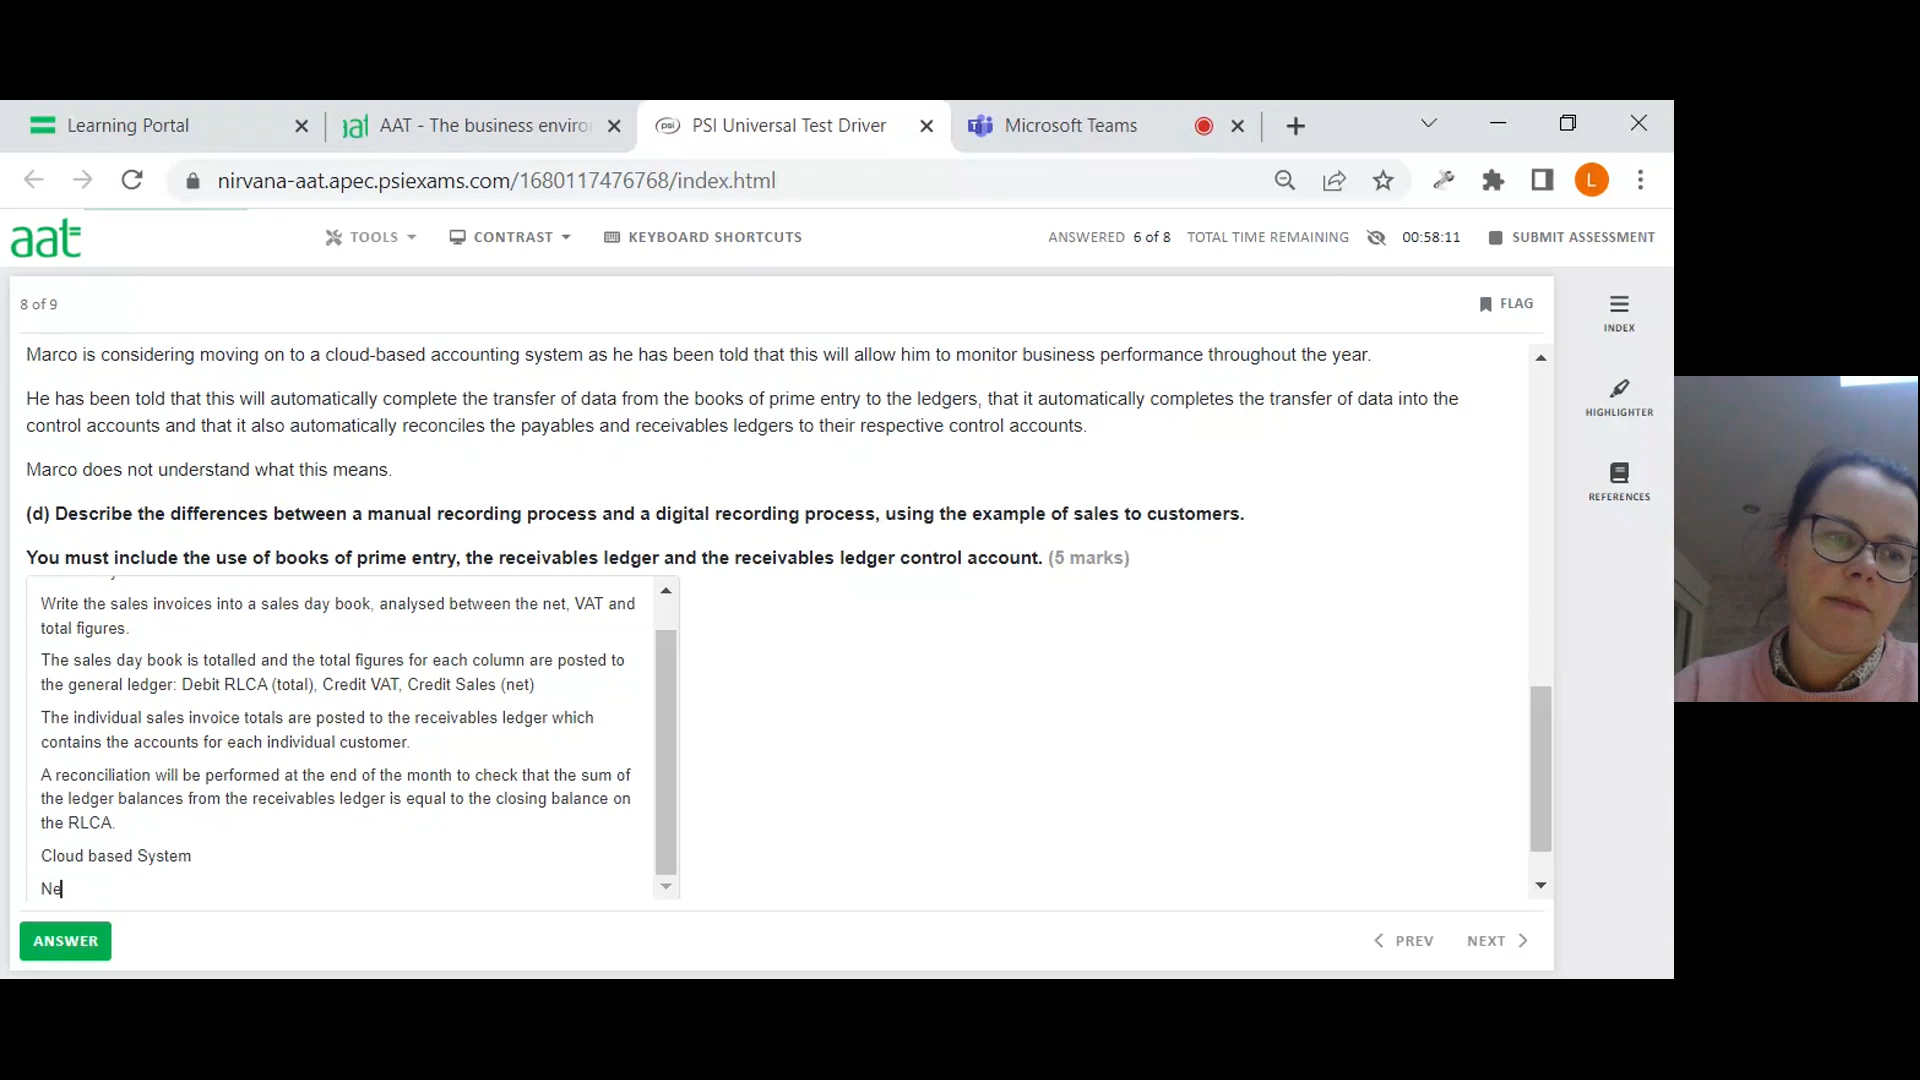 Learning Portal
aat AAT - The business enviro
psi PSI Universal Test Driver
Microsoft Teams
nirvana-aat.apec.psiexams.com/1680117476768/index.html
L
aat
TOOLS
CONTRAST
KEYBOARD SHORTCUTS
ANSWERED 6 of 8
TOTAL TIME REMAINING
00:58:11
SUBMIT ASSESSMENT
8 of 9
FLAG
INDEX
HIGHLIGHTER
REFERENCES
Marco is considering moving on to a cloud-based accounting system as he has been told that this will allow him to monitor business performance throughout the year.
He has been told that this will automatically complete the transfer of data from the books of prime entry to the ledgers, that it automatically completes the transfer of data into the
control accounts and that it also automatically reconciles the payables and receivables ledgers to their respective control accounts.
Marco does not understand what this means.
(d) Describe the differences between a manual recording process and a digital recording process, using the example of sales to customers.
You must include the use of books of prime entry, the receivables ledger and the receivables ledger control account. (5 marks)
Write the sales invoices into a sales day book, analysed between the net, VAT and
total figures.
The sales day book is totalled and the total figures for each column are posted to
the general ledger: Debit RLCA (total), Credit VAT, Credit Sales (net)
The individual sales invoice totals are posted to the receivables ledger which
contains the accounts for each individual customer.
A reconciliation will be performed at the end of the month to check that the sum of
the ledger balances from the receivables ledger is equal to the closing balance on
the RLCA.
Cloud based System
Ne
ANSWER
PREV
NEXT